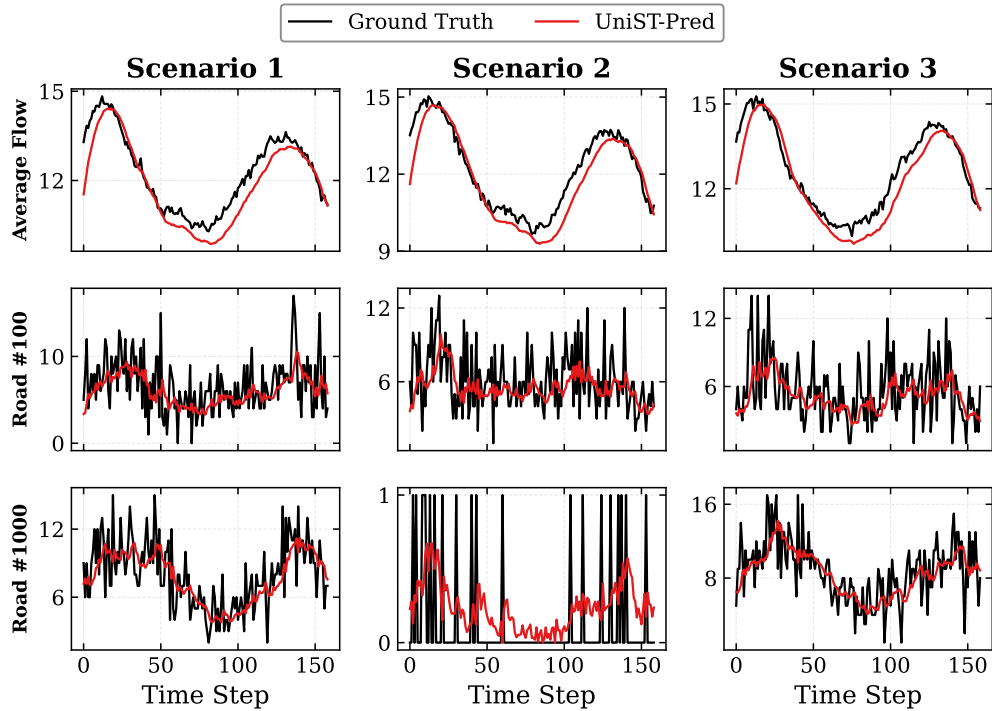 Ground Truth UniST-Pred
Scenario 1 Scenario 2 Scenario 3
Average Flow
15
12
15
12
9
15
12
Road #100
10
0
12
6
12
6
Road #1000
12
6
1
0
16
8
0 50 100 150
0 50 100 150
0 50 100 150
Time Step Time Step Time Step